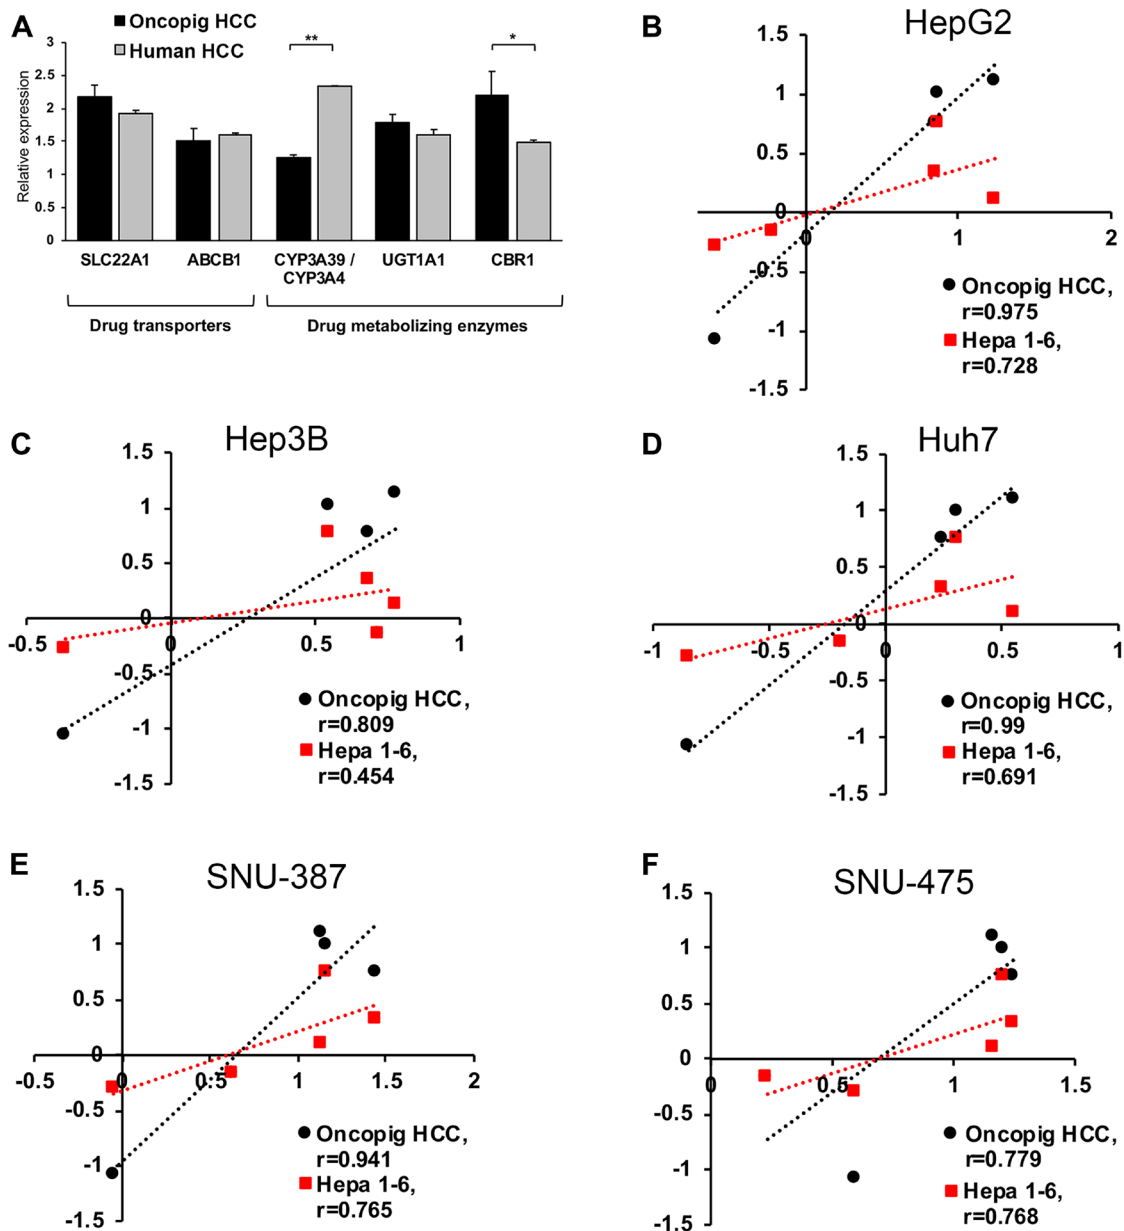 A
Oncopig HCC
Human HCC
Relative expression
3
2.5
2
1.5
1
0.5
0
**
*
SLC22A1
ABCB1
CYP3A39 /
CYP3A4
UGT1A1
CBR1
Drug transporters
Drug metabolizing enzymes
B
HepG2
1.5
1
0.5
0
-0.5
-1
-1.5
0
1
2
Oncopig HCC,
r=0.975
Hepa 1-6,
r=0.728
C
Hep3B
1.5
1
0.5
0
-0.5
-1
-1.5
-0.5
0
0.5
1
Oncopig HCC,
r=0.809
Hepa 1-6,
r=0.454
D
Huh7
1.5
1
0.5
0
-0.5
-1
-1.5
-1
-0.5
0
0.5
1
Oncopig HCC,
r=0.99
Hepa 1-6,
r=0.691
E
SNU-387
1.5
1
0.5
0
-0.5
-1
-1.5
-0.5
0
0.5
1
1.5
2
Oncopig HCC,
r=0.941
Hepa 1-6,
r=0.765
F
SNU-475
1.5
1
0.5
0
-0.5
-1
-1.5
0
0.5
1
1.5
Oncopig HCC,
r=0.779
Hepa 1-6,
r=0.768